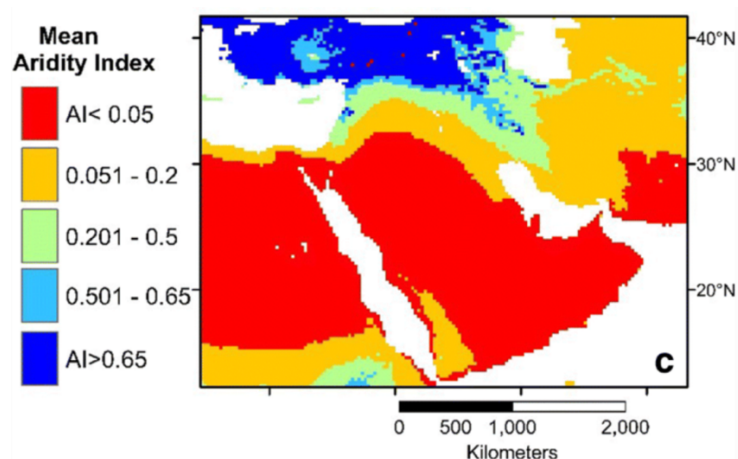 Mean
Aridity Index
AI< 0.05
0.051 - 0.2
0.201 - 0.5
0.501 - 0.65
AI>0.65
40°N
30°N
20°N
c
0 500 1,000 2,000
Kilometers